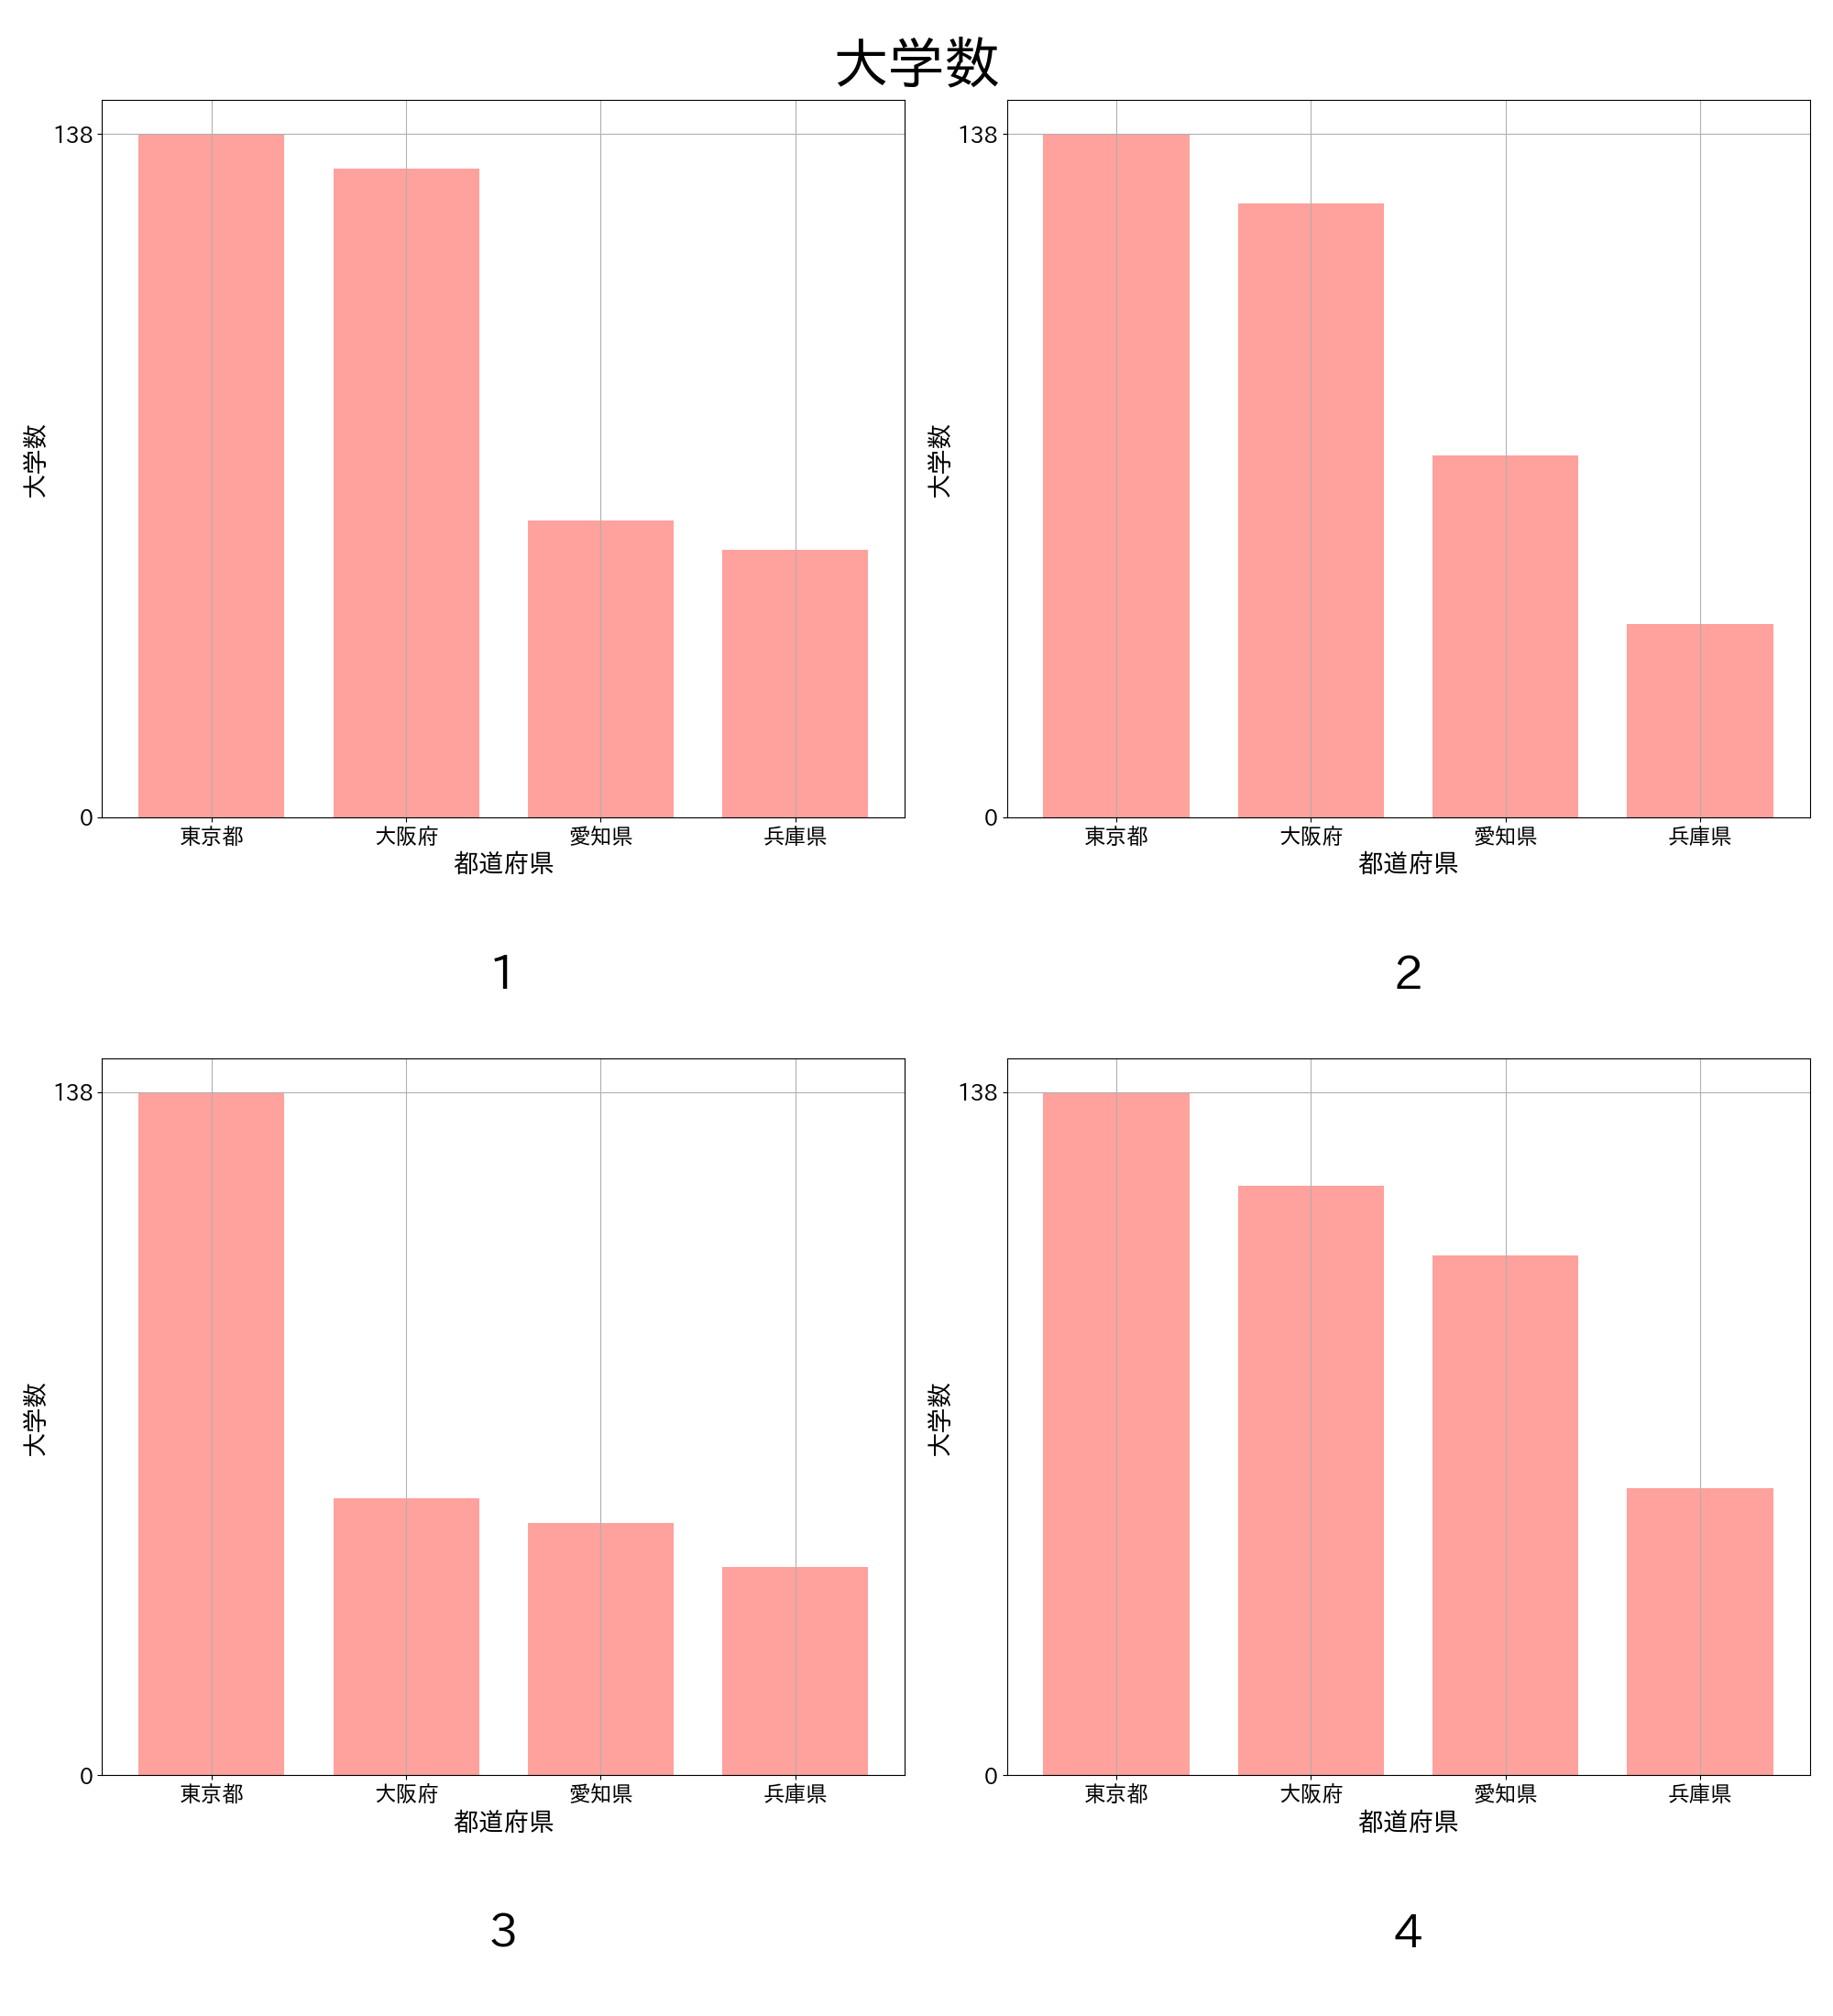 大学数
138
0
大学数
東京都 大阪府 愛知県 兵庫県
都道府県
1
138
0
大学数
東京都 大阪府 愛知県 兵庫県
都道府県
2
138
0
大学数
東京都 大阪府 愛知県 兵庫県
都道府県
3
138
0
大学数
東京都 大阪府 愛知県 兵庫県
都道府県
4